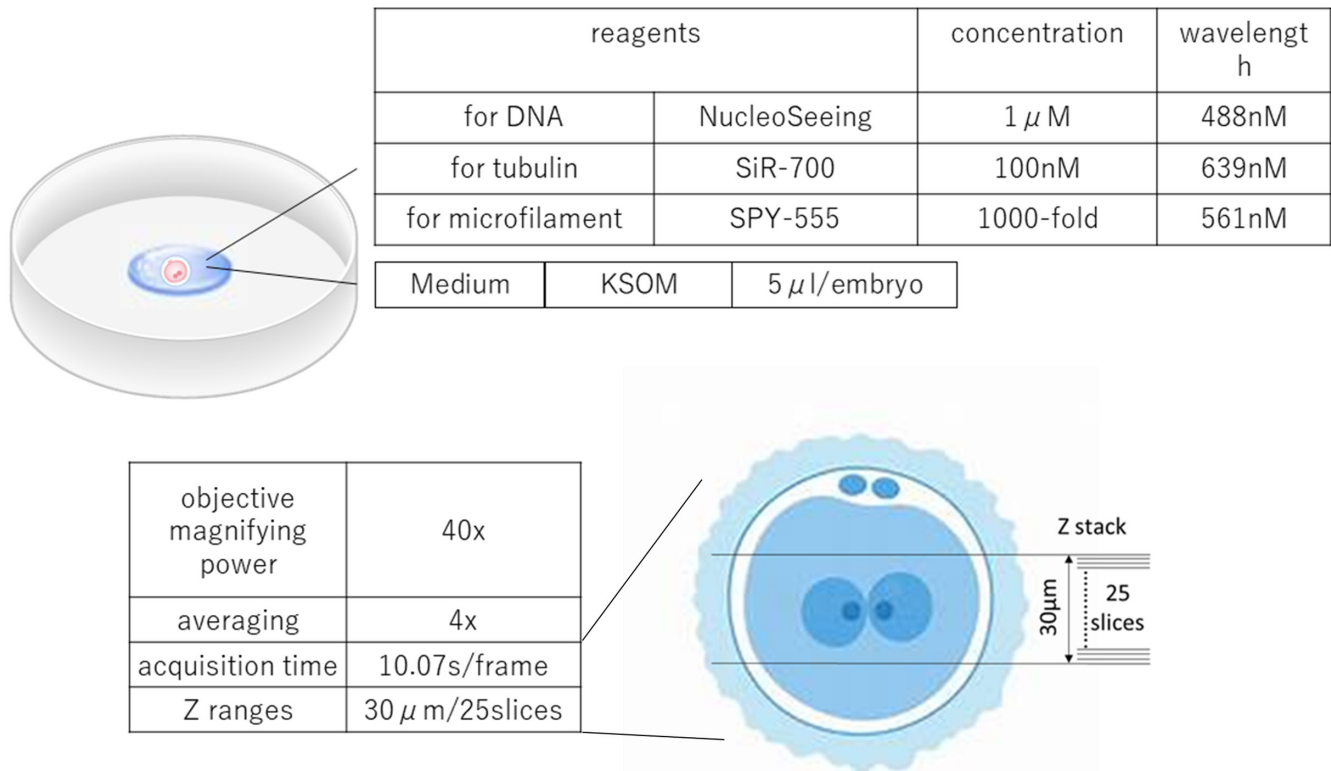 reagents concentration wavelengt
h
for DNA NucleoSeeing 1μM 488nM
for tubulin SiR-700 100nM 639nM
for microfilament SPY-555 1000-fold 561nM
Medium KSOM 5μl/embryo
objective
magnifying
power
40x
averaging 4x
acquisition time 10.07s/frame
Z ranges 30μm/25slices
Z stack
30μm
25
slices